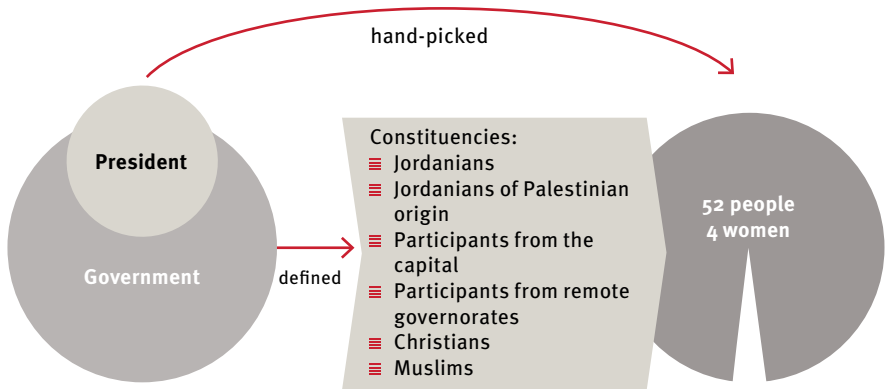 hand-picked
President
Government
defined
Constituencies:
Jordanians
Jordanians of Palestinian
origin
Participants from the
capital
Participants from remote
governorates
Christians
Muslims
52 people
4 women